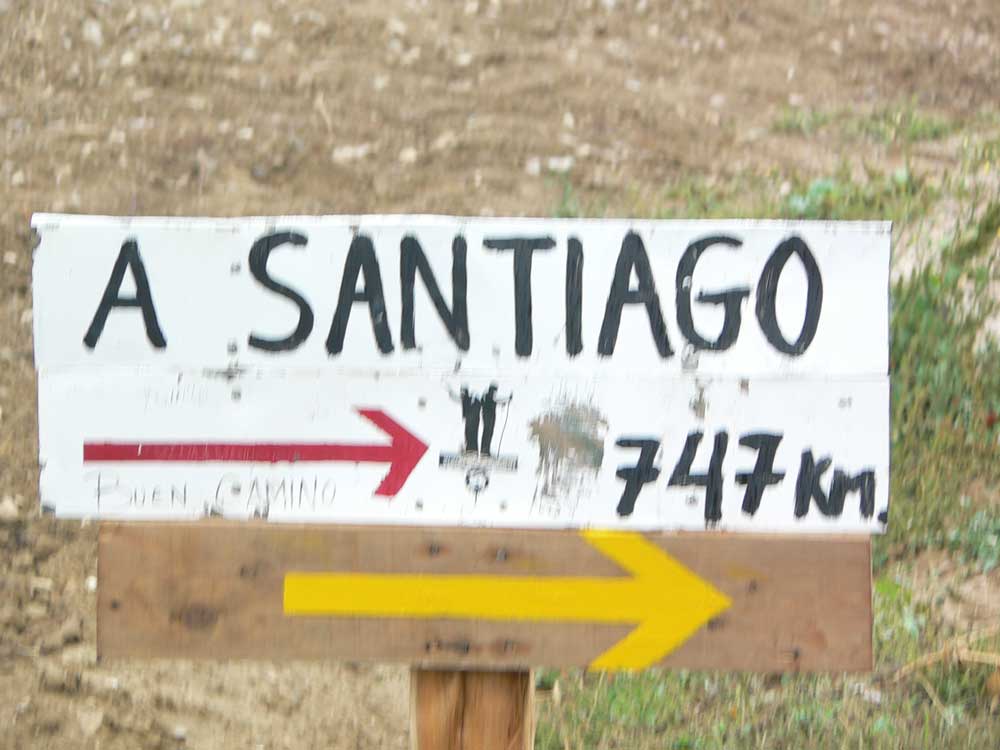 A SANTIAGO
747 Km.
BUEN CAMINO